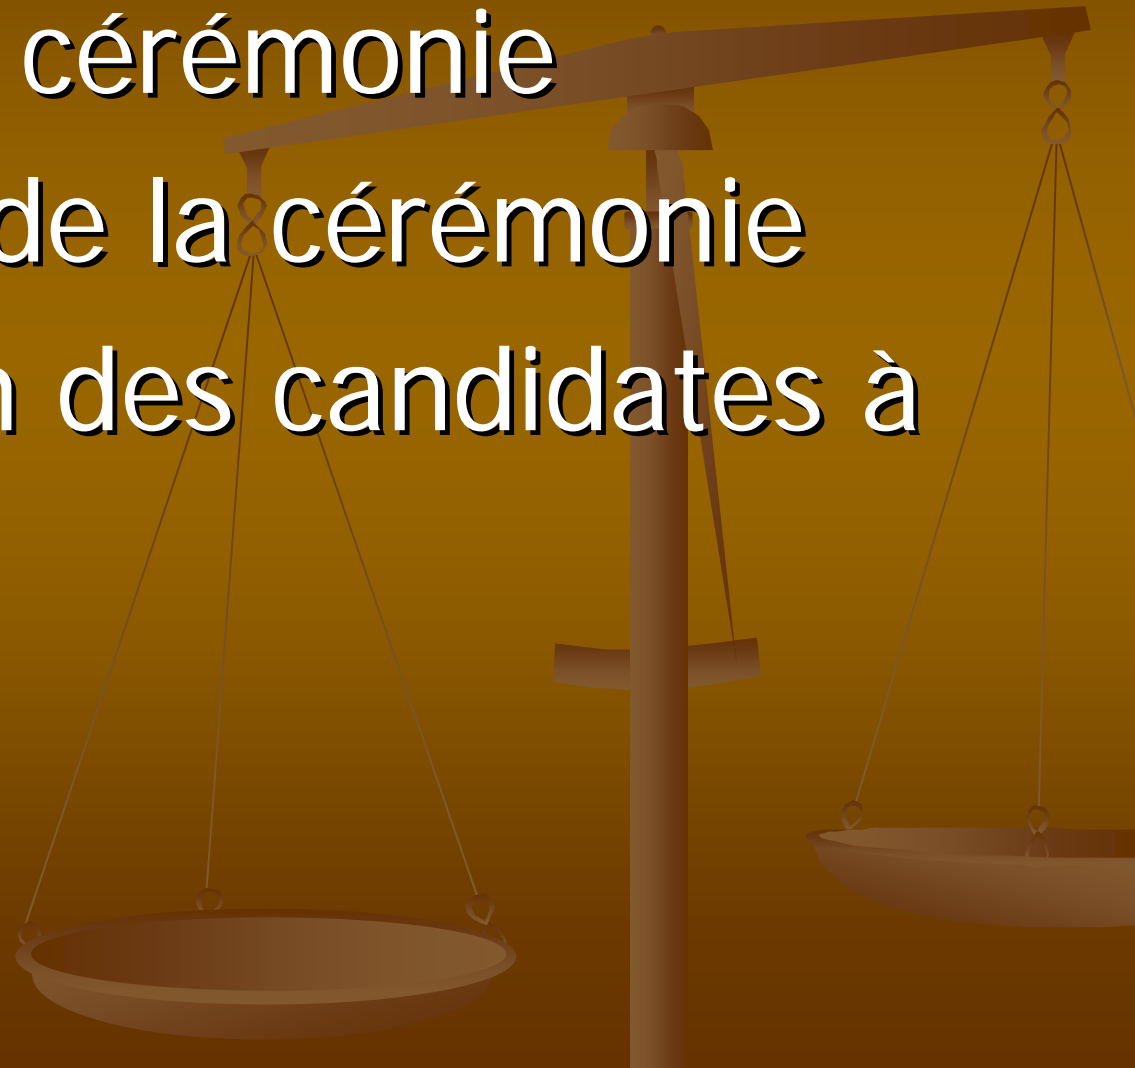 cérémonie
de la cérémonie
des candidates à